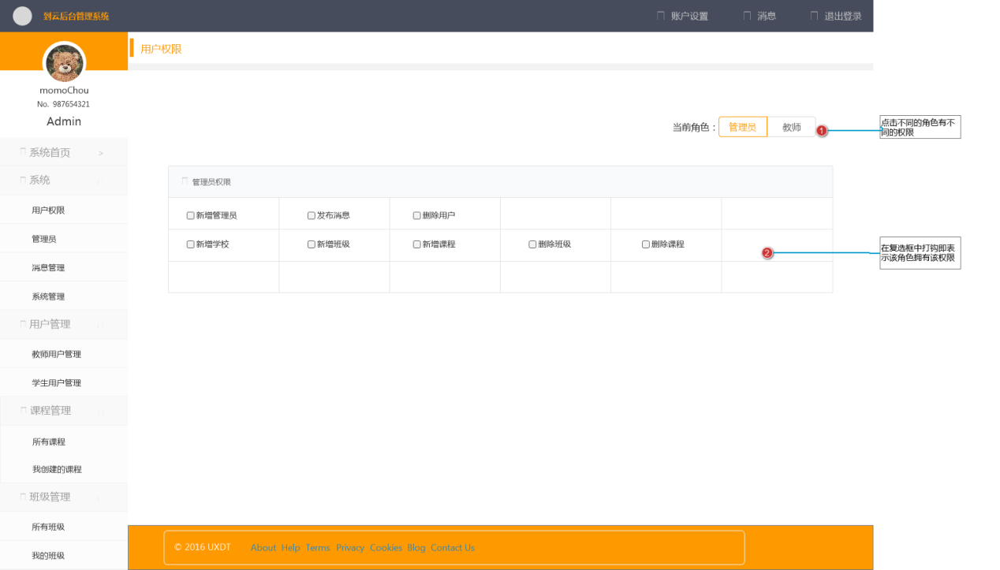 到云后台管理系统
账户设置
消息
退出登录
用户权限
momoChou
No. 987654321
Admin
系统首页 >
系统
用户权限
管理员
消息管理
系统管理
用户管理
教师用户管理
学生用户管理
课程管理
所有课程
我创建的课程
班级管理
所有班级
我的班级
当前角色：
管理员
教师
1
点击不同的角色有不
同的权限
管理员权限
新增管理员
发布消息
删除用户
新增学校
新增班级
新增课程
删除班级
删除课程
2
在复选框中打钩即表
示该角色拥有该权限
© 2016 UXDT About Help Terms Privacy Cookies Blog Contact Us